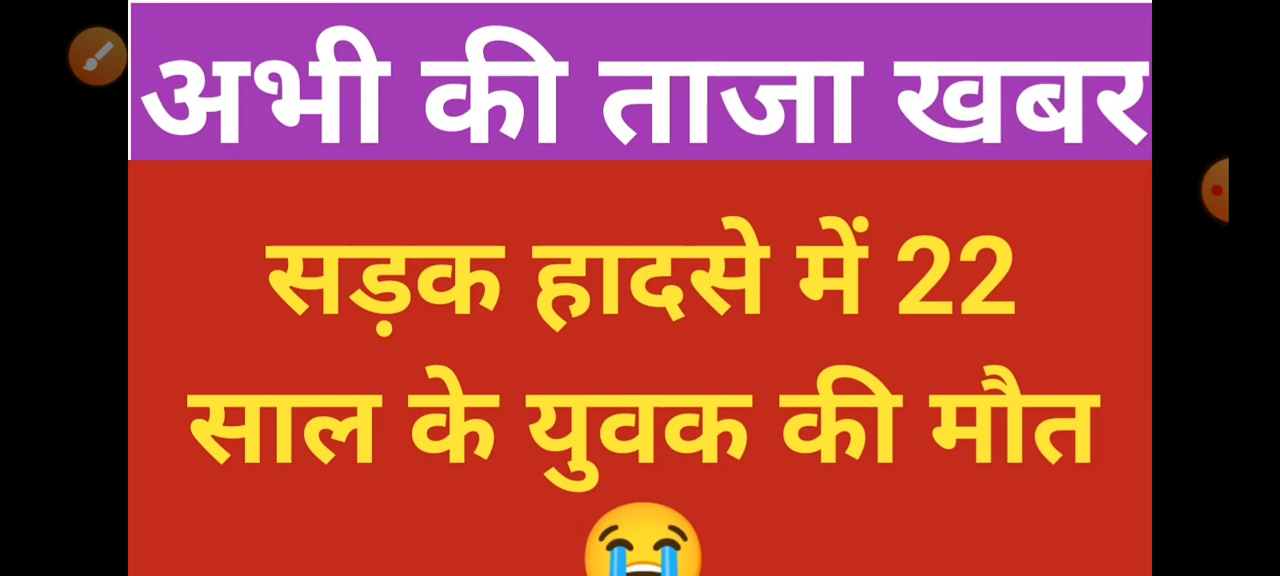 अभी की ताजा खबर
सड़क हादसे में 22
साल के युवक की मौत